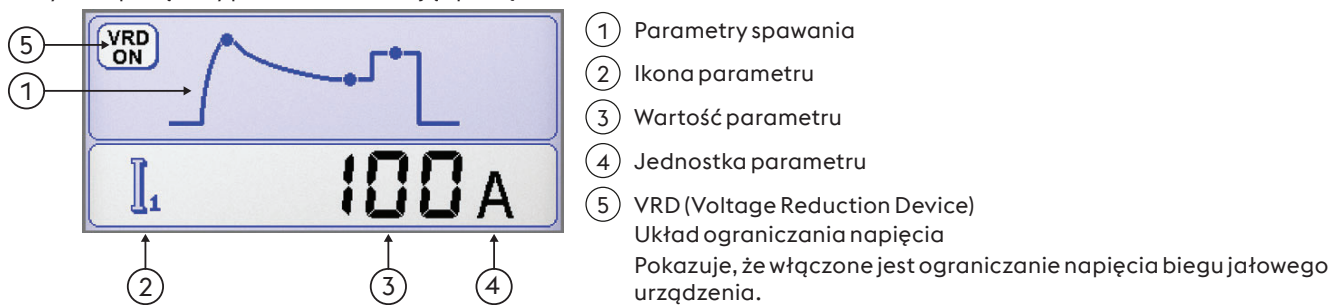 VRD
ON
I1
100 A
5
1
2
3
4
1 Parametry spawania
2 Ikona parametru
3 Wartość parametru
4 Jednostka parametru
5 VRD (Voltage Reduction Device)
Układ ograniczania napięcia
Pokazuje, że włączone jest ograniczanie napięcia biegu jałowego
urządzenia.